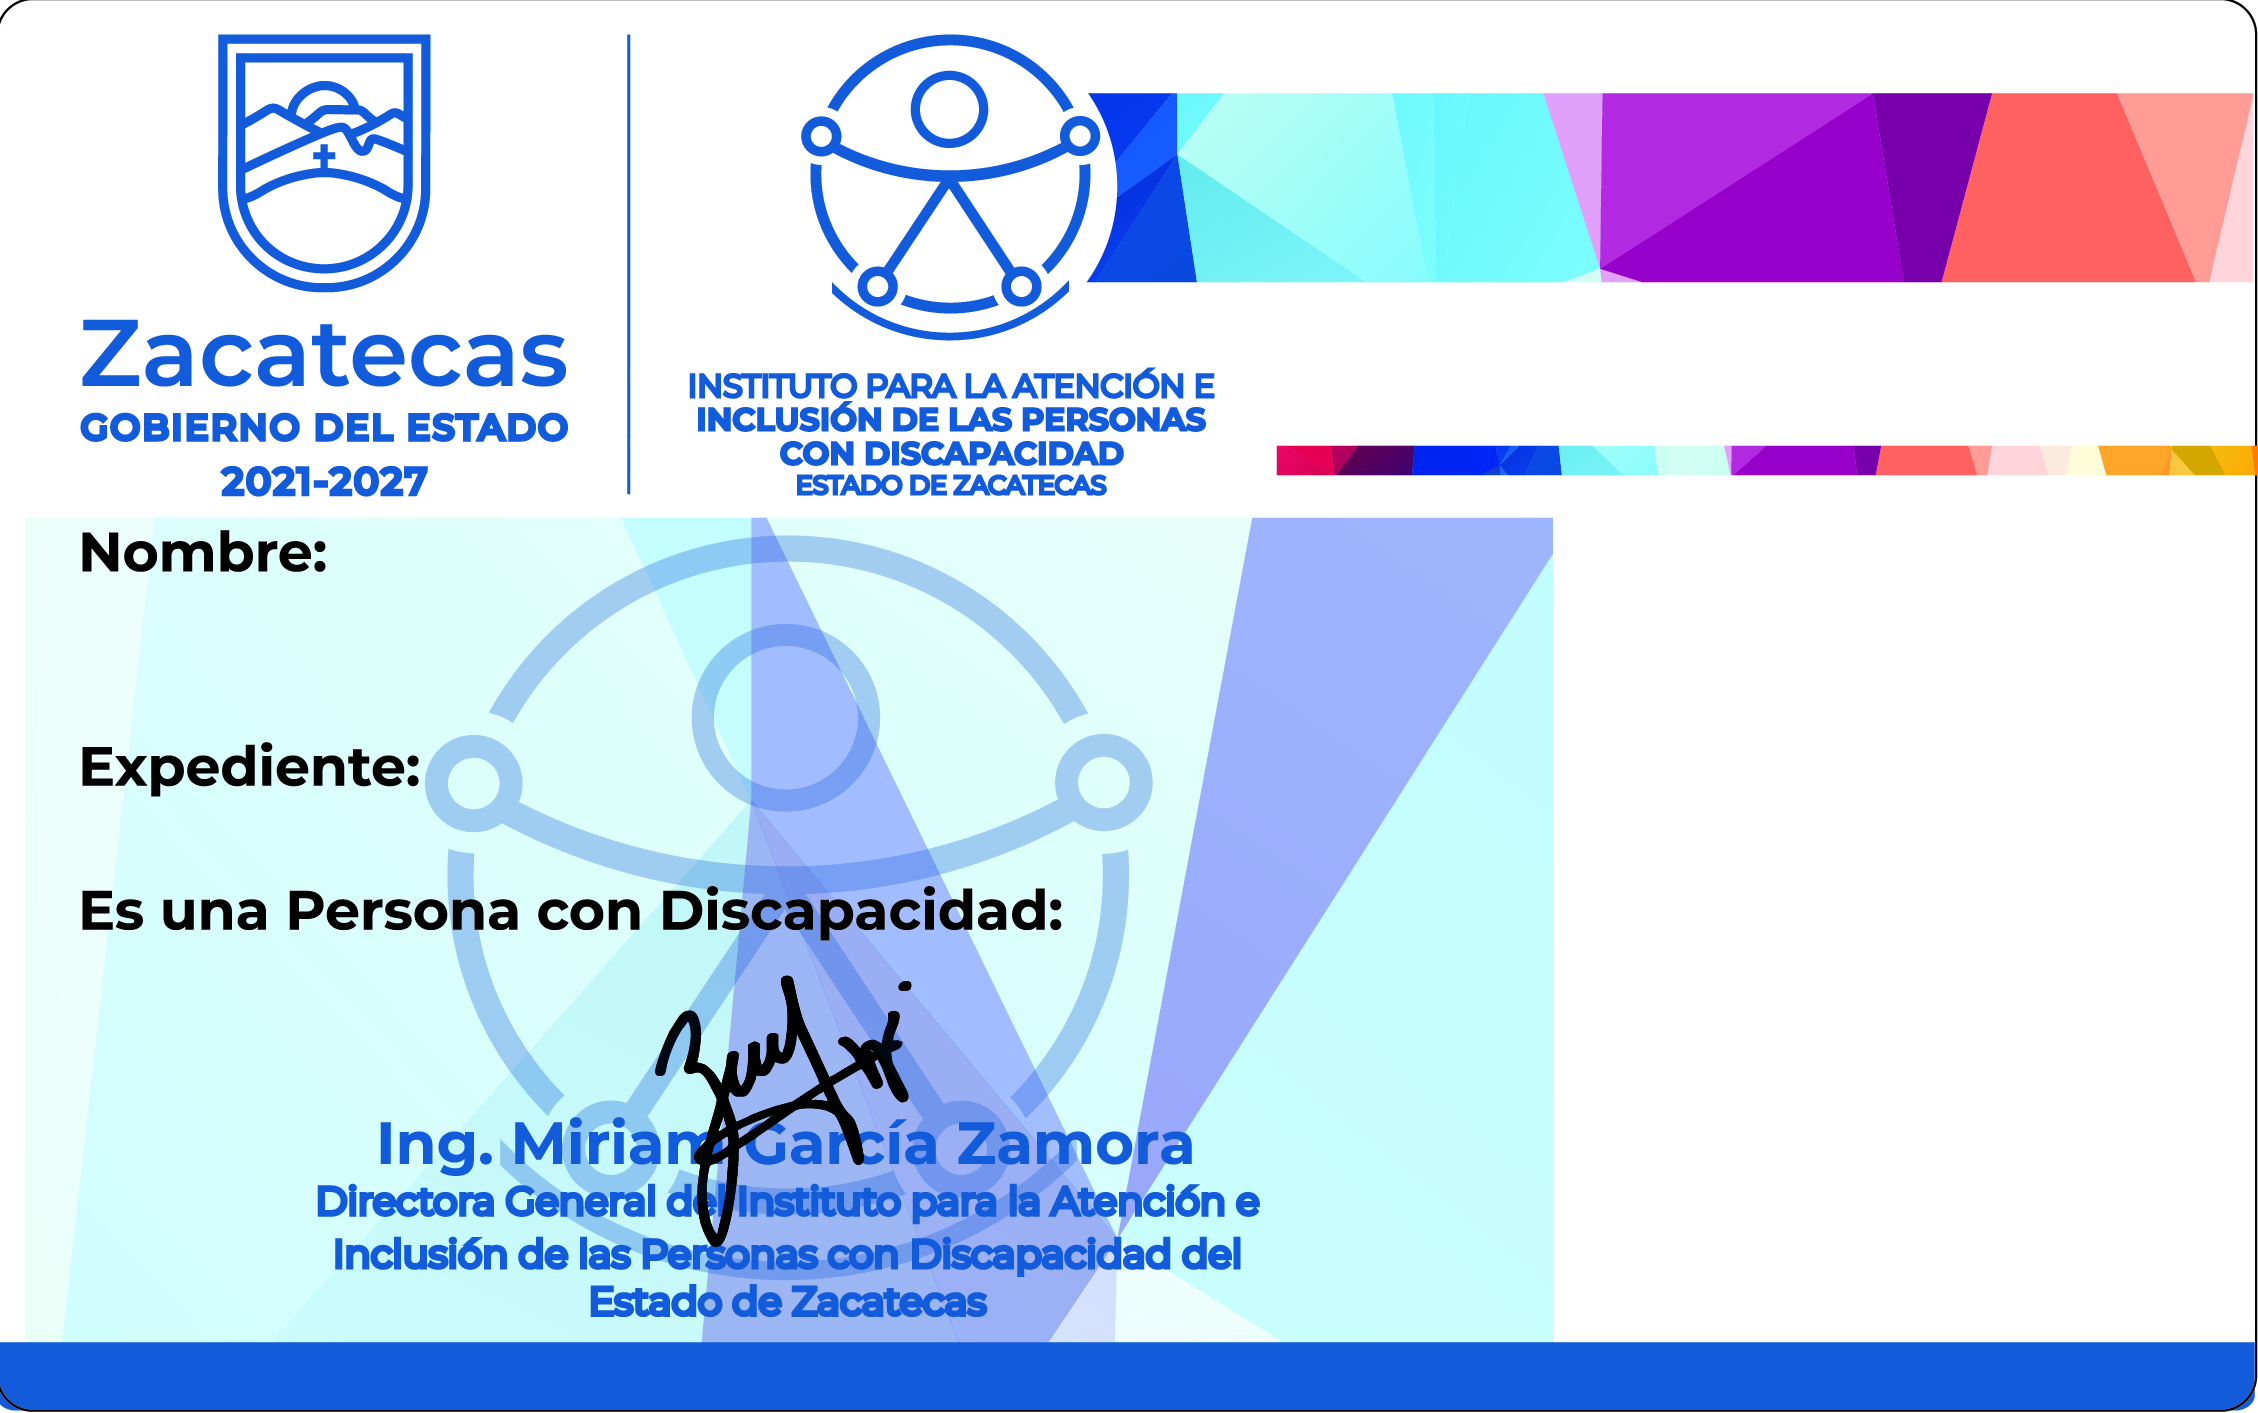 Zacatecas
GOBIERNO DEL ESTADO
2021-2027
INSTITUTO PARA LA ATENCIÓN E
INCLUSIÓN DE LAS PERSONAS
CON DISCAPACIDAD
ESTADO DE ZACATECAS
Nombre:
Expediente:
Es una Persona con Discapacidad:
Ing. Miriam García Zamora
Directora General del Instituto para la Atención e
Inclusión de las Personas con Discapacidad del
Estado de Zacatecas